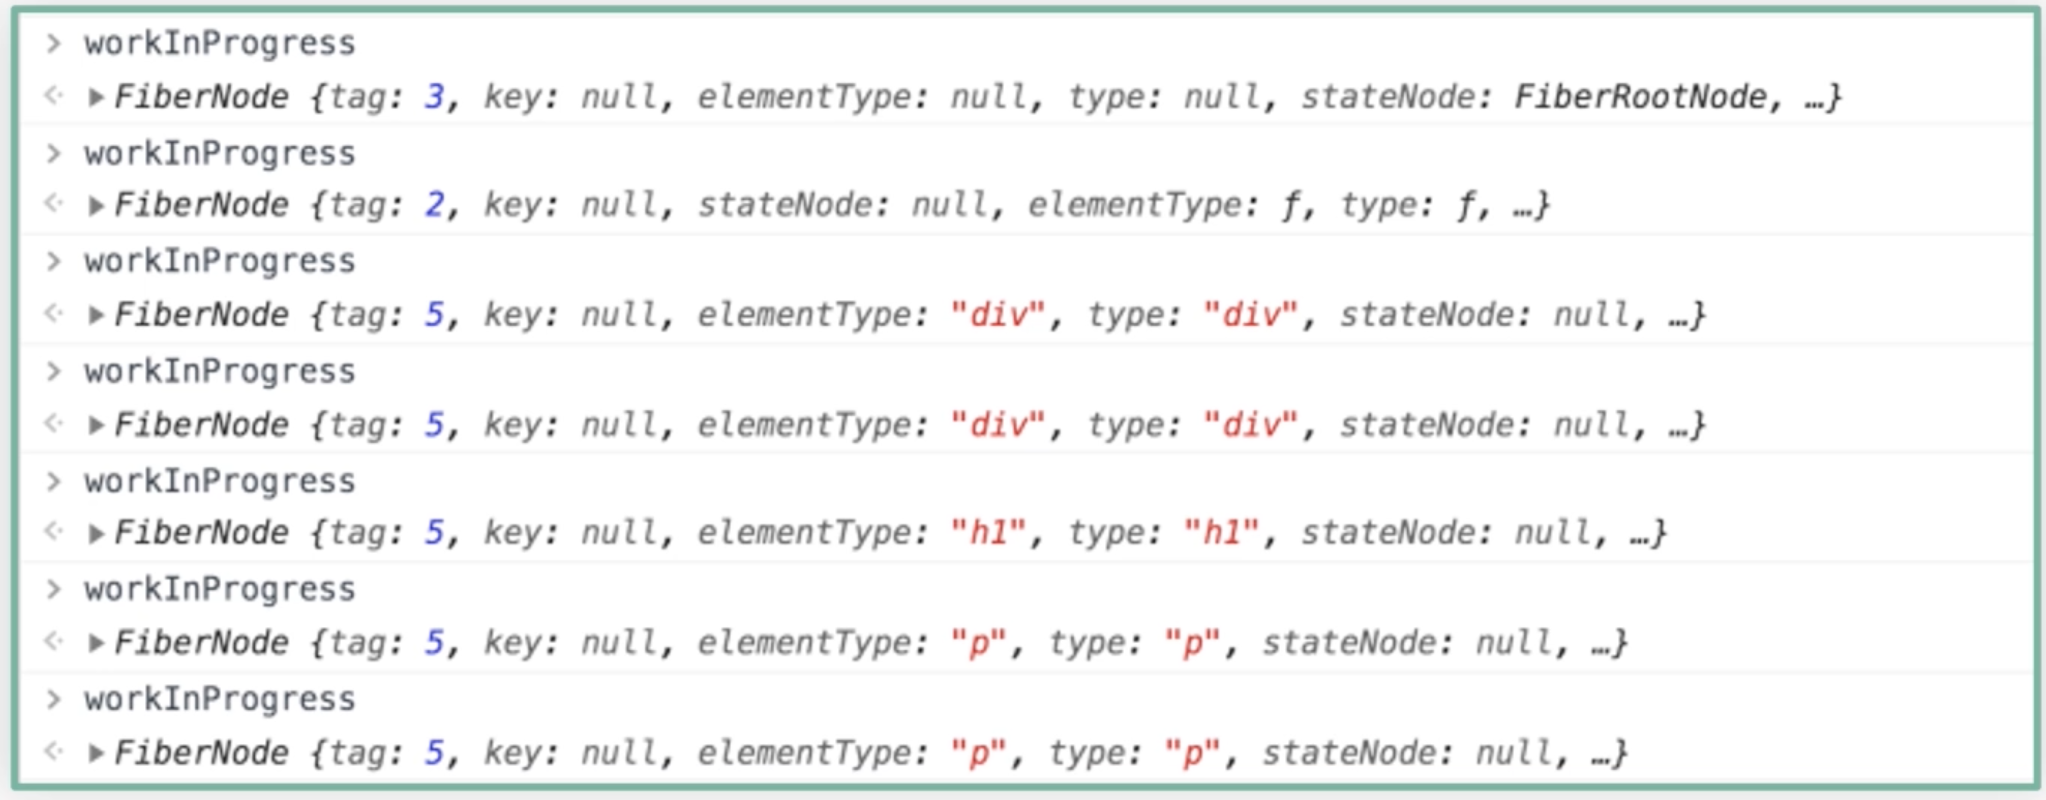 > workInProgress
<· ▶FiberNode {tag: 3, key: null, elementType: null, type: null, stateNode: FiberRootNode, …}
> workInProgress
<· ▶FiberNode {tag: 2, key: null, stateNode: null, elementType: f, type: f, …}
> workInProgress
<· ▶FiberNode {tag: 5, key: null, elementType: "div", type: "div", stateNode: null, …}
> workInProgress
<· ▶FiberNode {tag: 5, key: null, elementType: "div", type: "div", stateNode: null, …}
> workInProgress
<· ▶FiberNode {tag: 5, key: null, elementType: "h1", type: "h1", stateNode: null, …}
> workInProgress
<· ▶FiberNode {tag: 5, key: null, elementType: "p", type: "p", stateNode: null, …}
> workInProgress
<· ▶FiberNode {tag: 5, key: null, elementType: "p", type: "p", stateNode: null, …}